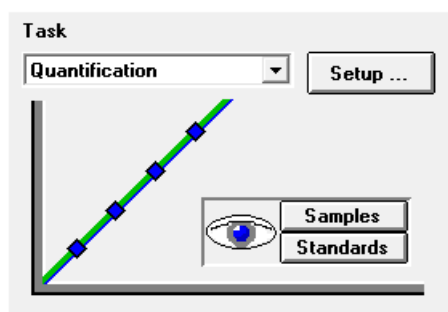 Task
Quantification
Setup ...
Samples
Standards